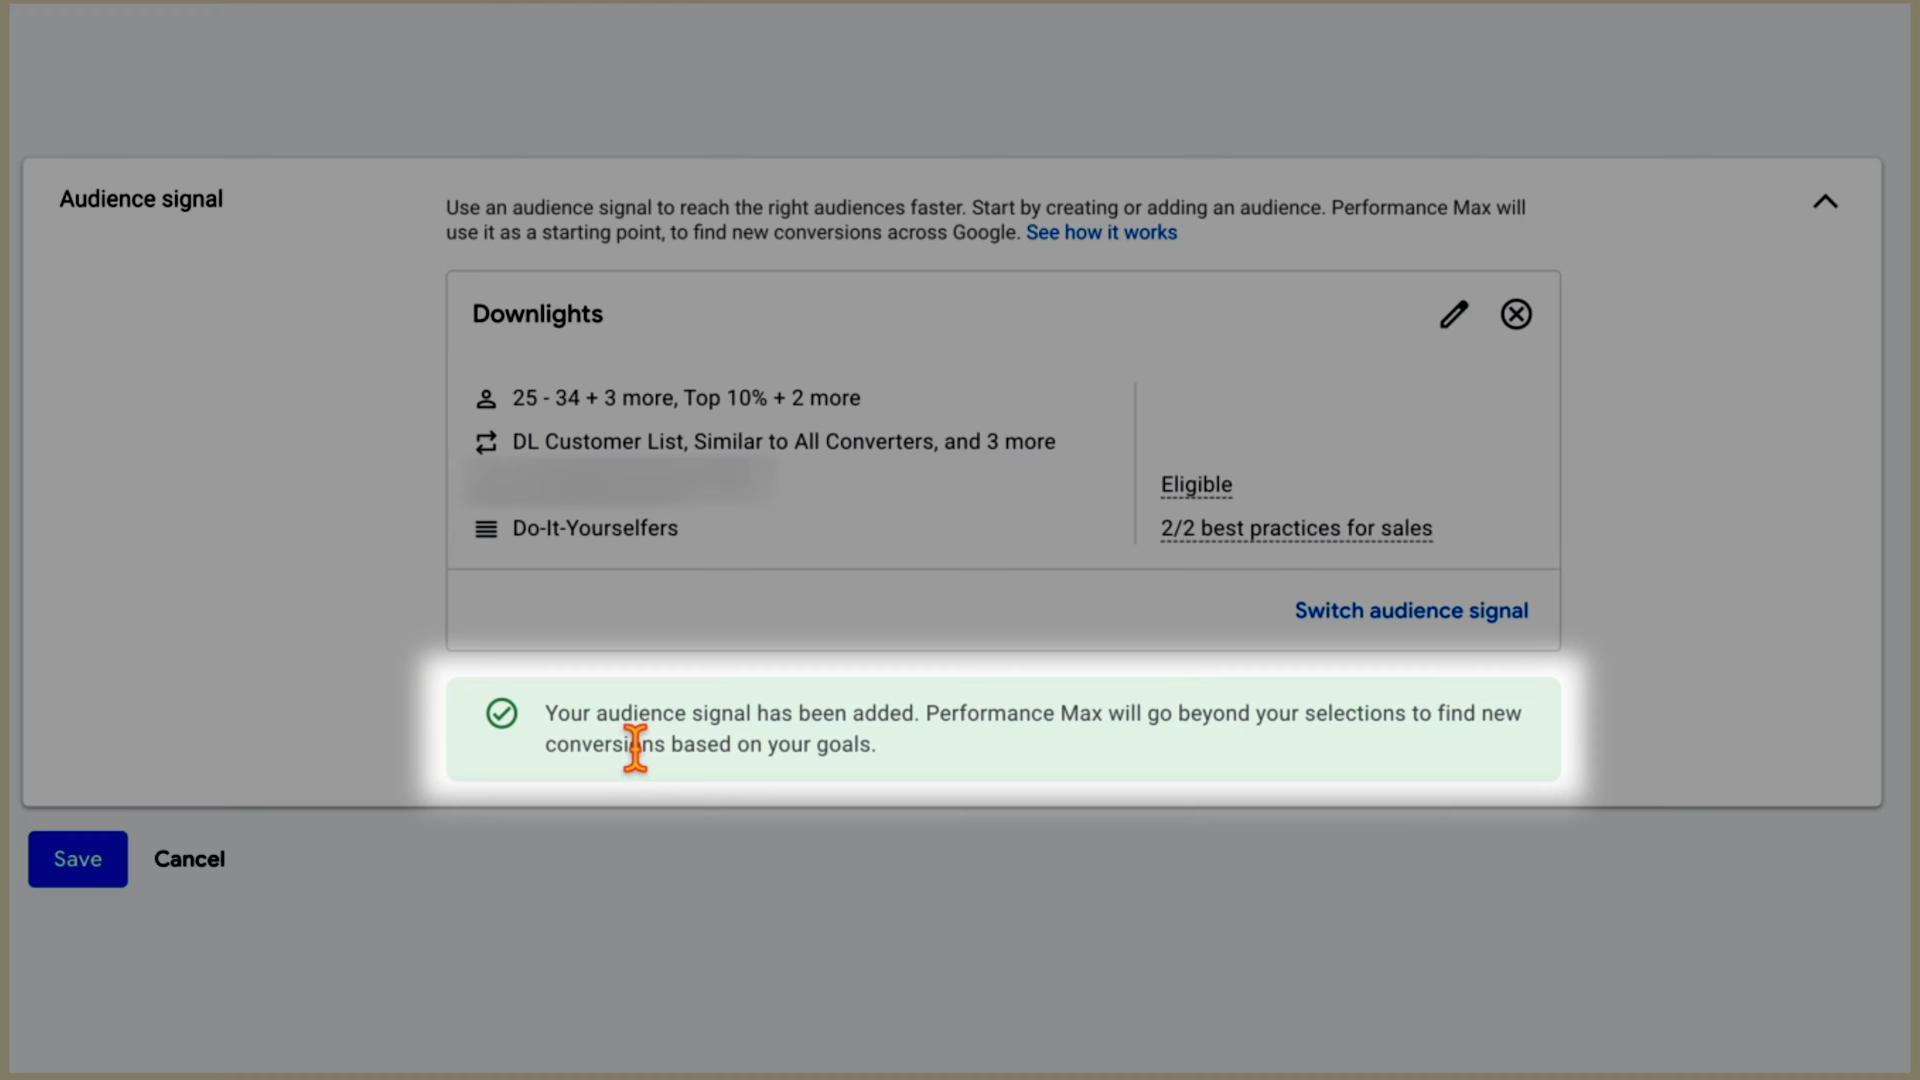 Audience signal
Use an audience signal to reach the right audiences faster. Start by creating or adding an audience. Performance Max will
use it as a starting point, to find new conversions across Google. See how it works
Downlights
25 - 34 + 3 more, Top 10% + 2 more
DL Customer List, Similar to All Converters, and 3 more
Eligible
Do-It-Yourselfers
2/2 best practices for sales
Switch audience signal
Your audience signal has been added. Performance Max will go beyond your selections to find new
conversions based on your goals.
Save
Cancel